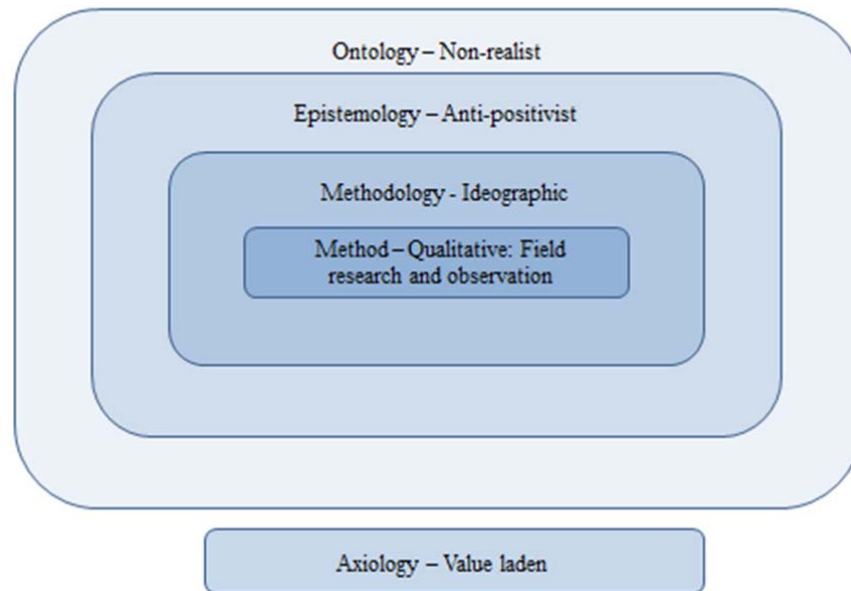 Ontology – Non-realist
Epistemology – Anti-positivist
Methodology - Ideographic
Method – Qualitative: Field
research and observation
Axiology – Value laden